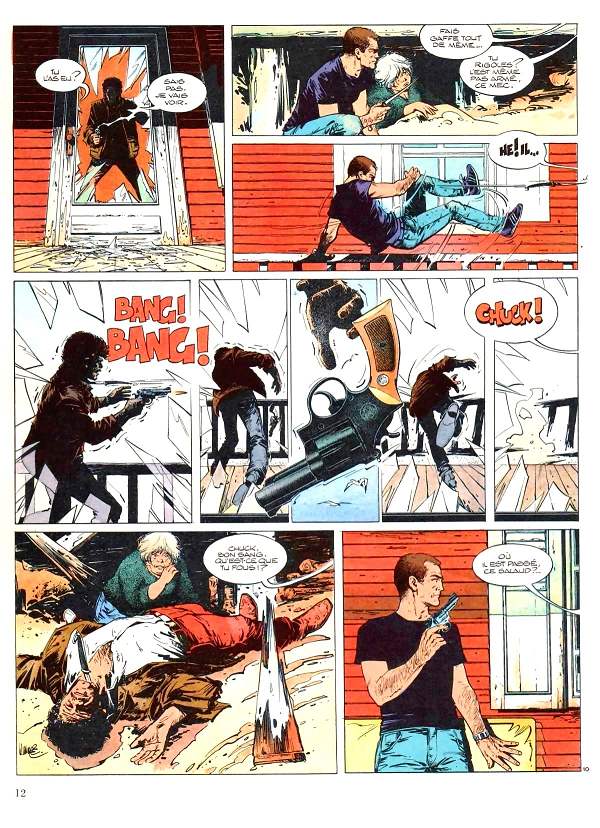 TU
L'AS EU?
SAIS
PAS.
JE VAIS
VOIR.
FAIS
GAFFE TOUT
DE MÊME...
TU
RIGOLES?
L'EST MÊME
PAS ARMÉ,
CE MEC.
HE! IL...
BANG!
BANG!
CHUCK!
CHUCK,
BON SANG,
QU'EST-CE QUE
TU FOUS!?
OÙ
IL EST PASSÉ,
CE SALAUD?..
10
12